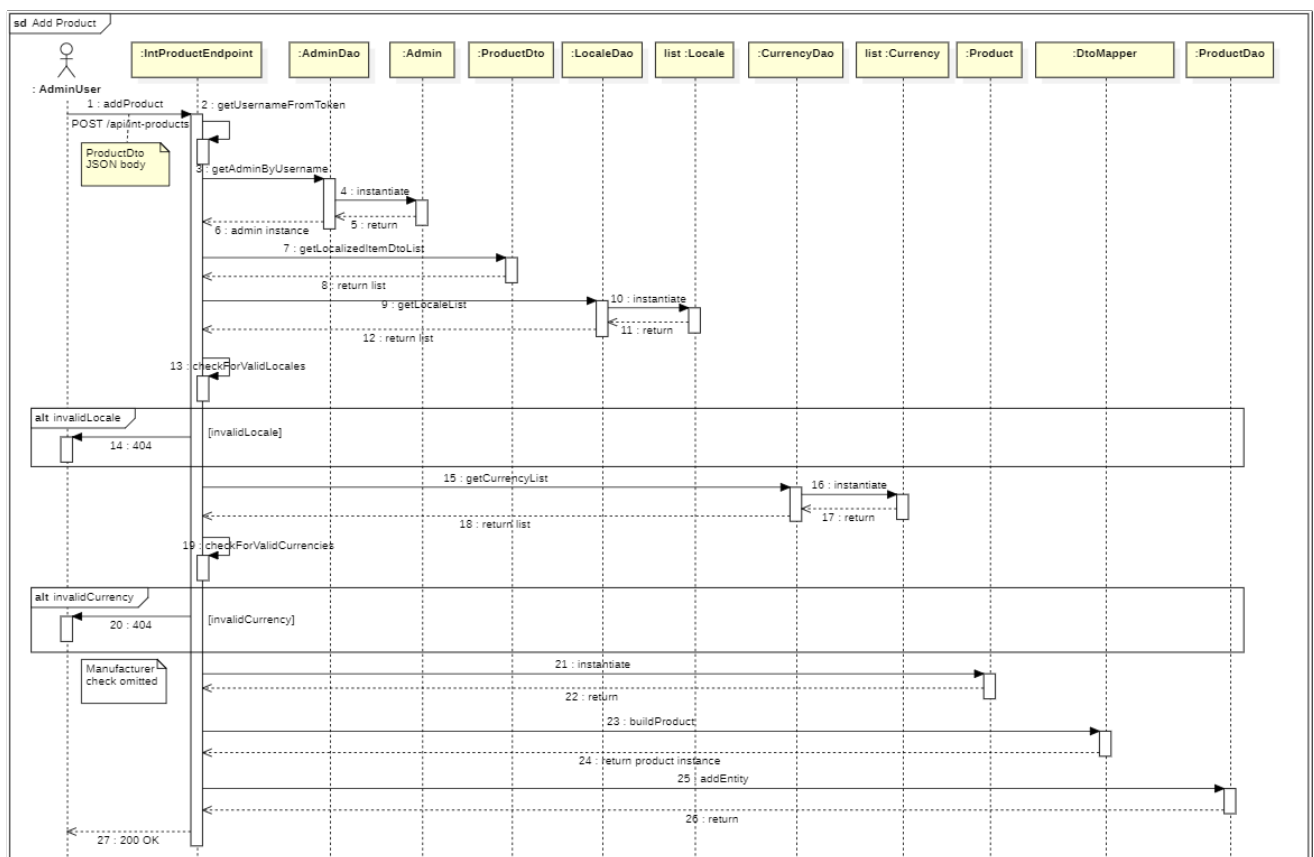 sd Add Product
:IntProductEndpoint
:AdminDao
:Admin
:ProductDto
:LocaleDao
list :Locale
:CurrencyDao
list :Currency
:Product
:DtoMapper
:ProductDao
: AdminUser
1 : addProduct
2 : getUsernameFromToken
POST /api/int-products
ProductDto
JSON body
3 : getAdminByUsername
4 : instantiate
5 : return
6 : admin instance
7 : getLocalizedItemDtoList
8 : return list
9 : getLocaleList
10 : instantiate
11 : return
12 : return list
13 : checkForValidLocales
alt invalidLocale
[invalidLocale]
14 : 404
15 : getCurrencyList
16 : instantiate
17 : return
18 : return list
19 : checkForValidCurrencies
alt invalidCurrency
[invalidCurrency]
20 : 404
Manufacturer
check omitted
21 : instantiate
22 : return
23 : buildProduct
24 : return product instance
25 : addEntity
26 : return
27 : 200 OK